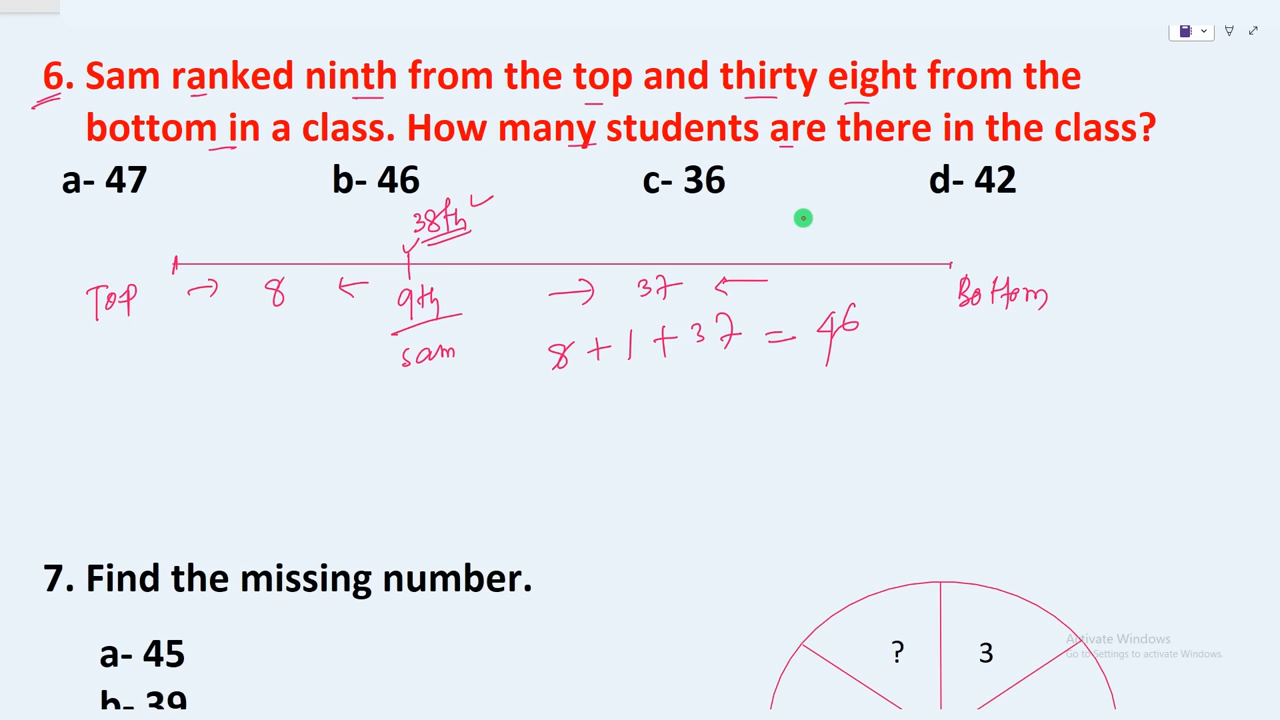 6. Sam ranked ninth from the top and thirty eight from the
bottom in a class. How many students are there in the class?
a- 47 b- 46 c- 36 d- 42
38th
Top 8 9th 37 Bottom
sam 8 + 1 + 37 = 46
7. Find the missing number.
a- 45
? 3
Activate Windows
Go to Settings to activate Windows.
b- 39